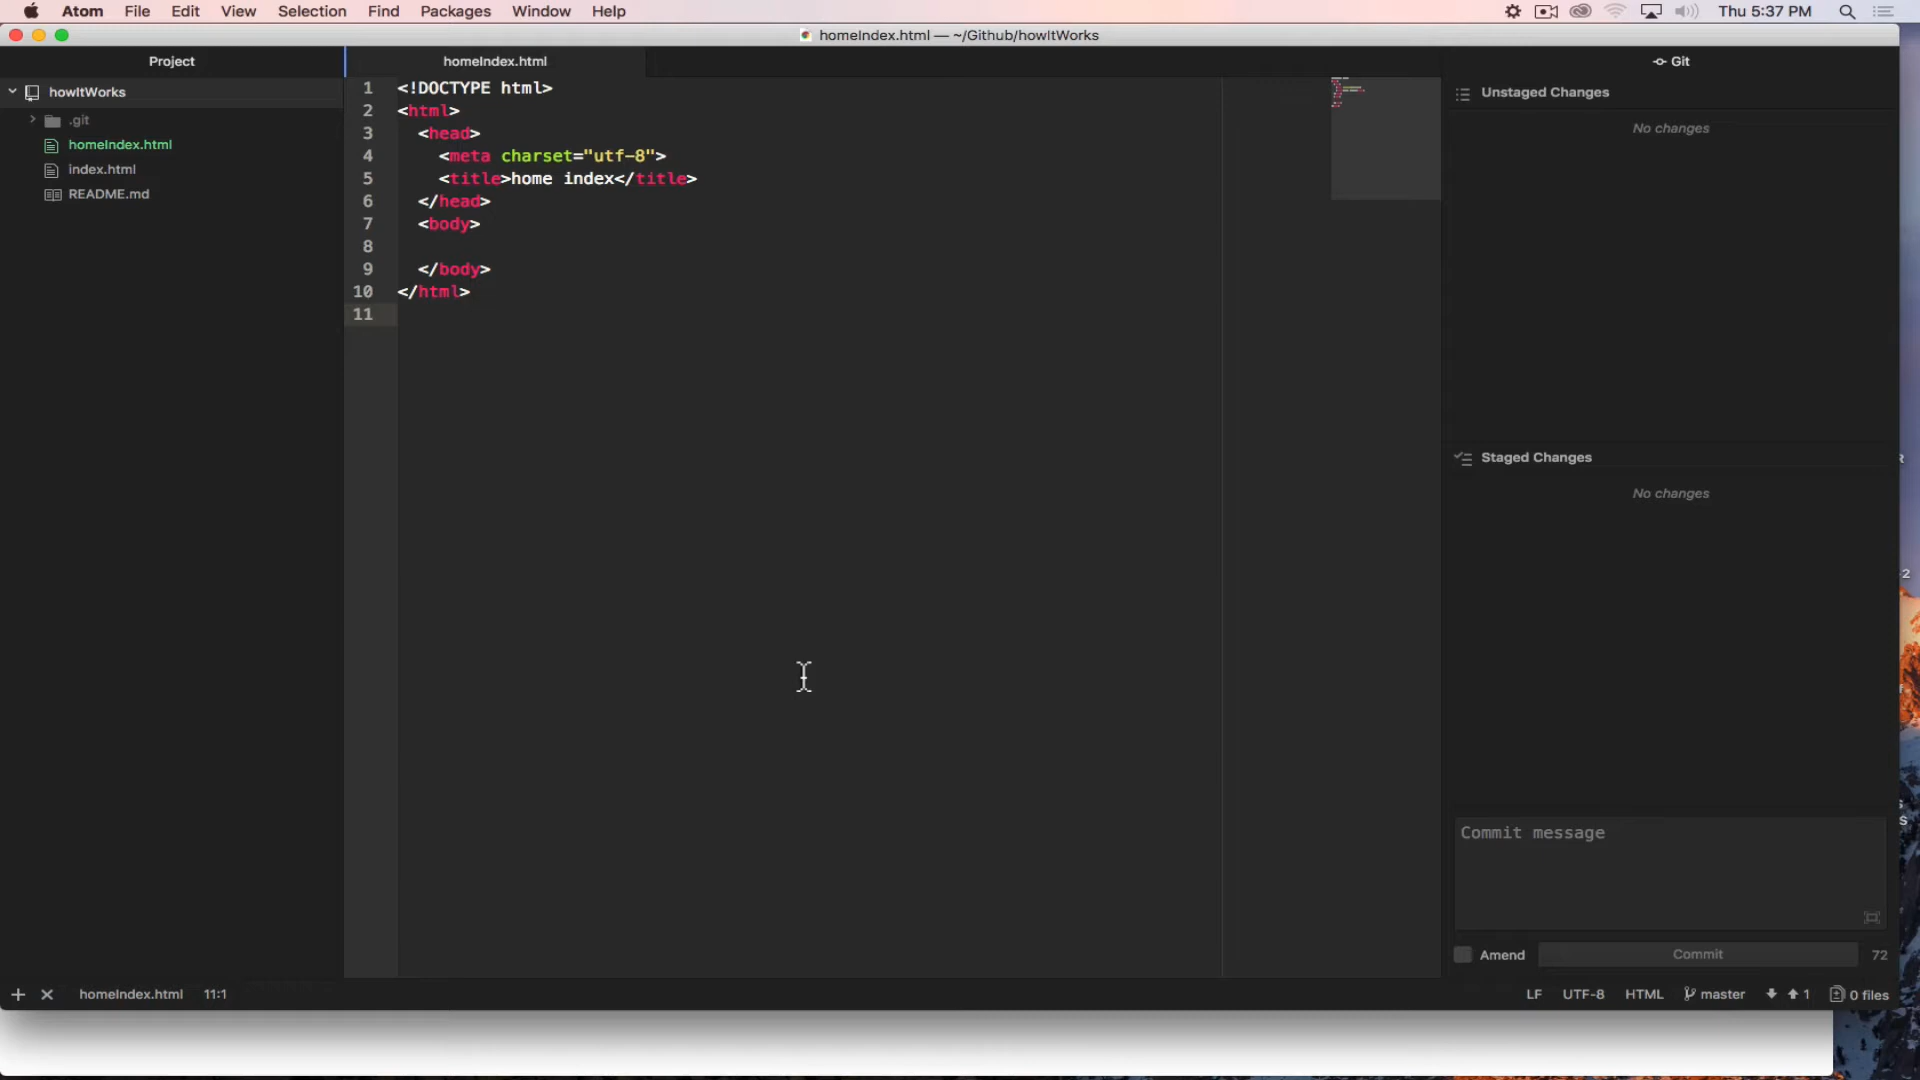 Atom File Edit View Selection Find Packages Window Help Thu 5:37 PM
homeIndex.html — ~/Github/howItWorks
Project
homeIndex.html
Git
howItWorks
.git
homeIndex.html
index.html
README.md
1 <!DOCTYPE html>
2 <html>
3 <head>
4 <meta charset="utf-8">
5 <title>home index</title>
6 </head>
7 <body>
8
9 </body>
10 </html>
11
Unstaged Changes
No changes
Staged Changes
No changes
Commit message
Amend Commit 72
homeIndex.html 11:1 LF UTF-8 HTML master 1 0 files